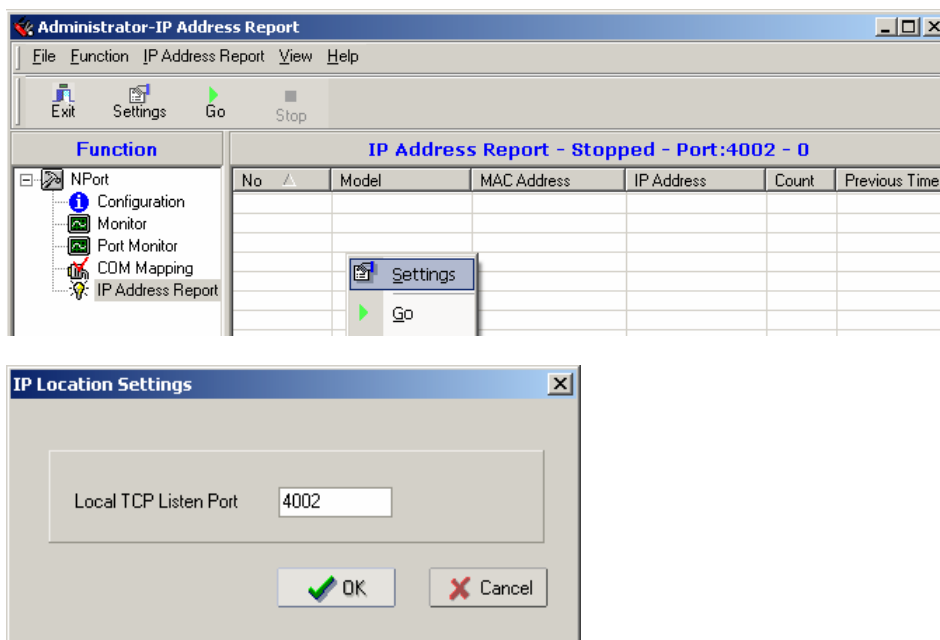 Administrator-IP Address Report
File Function IP Address Report View Help
Exit Settings Go Stop
Function
IP Address Report - Stopped - Port:4002 - 0
NPort
Configuration
Monitor
Port Monitor
COM Mapping
IP Address Report
No Model MAC Address IP Address Count Previous Time
Settings
Go
IP Location Settings
Local TCP Listen Port 4002
OK Cancel